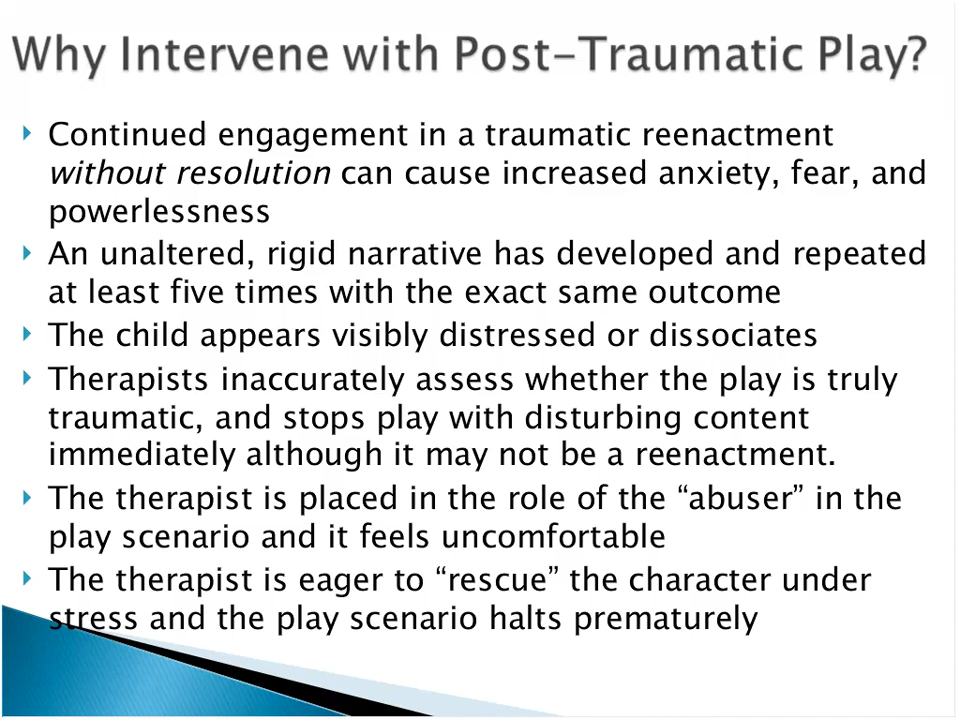 Why Intervene with Post-Traumatic Play?
Continued engagement in a traumatic reenactment
without resolution can cause increased anxiety, fear, and
powerlessness
An unaltered, rigid narrative has developed and repeated
at least five times with the exact same outcome
The child appears visibly distressed or dissociates
Therapists inaccurately assess whether the play is truly
traumatic, and stops play with disturbing content
immediately although it may not be a reenactment.
The therapist is placed in the role of the “abuser” in the
play scenario and it feels uncomfortable
The therapist is eager to “rescue” the character under
stress and the play scenario halts prematurely